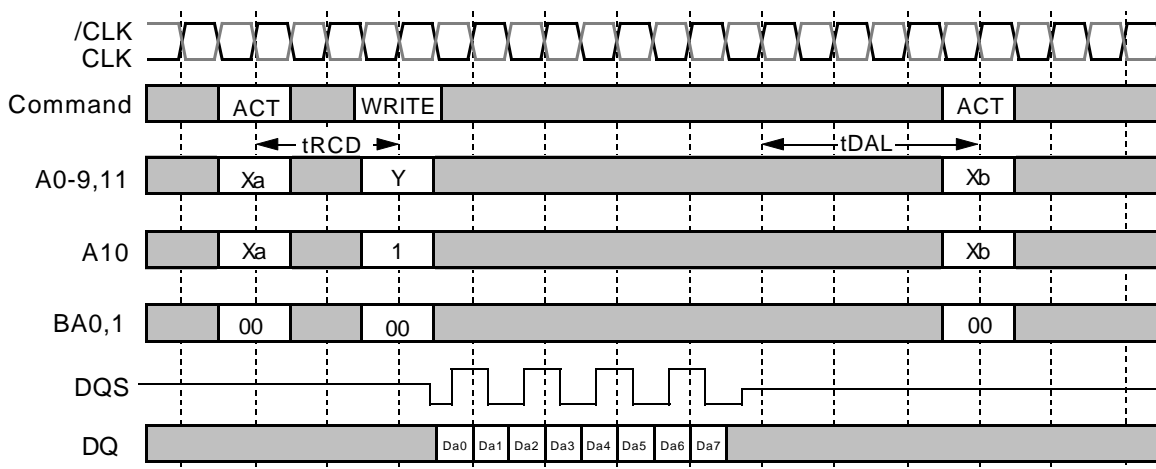 /CLK
CLK
Command ACT WRITE ACT
tRCD tDAL
A0-9,11 Xa Y Xb
A10 Xa 1 Xb
BA0,1 00 00 00
DQS
DQ Da0 Da1 Da2 Da3 Da4 Da5 Da6 Da7